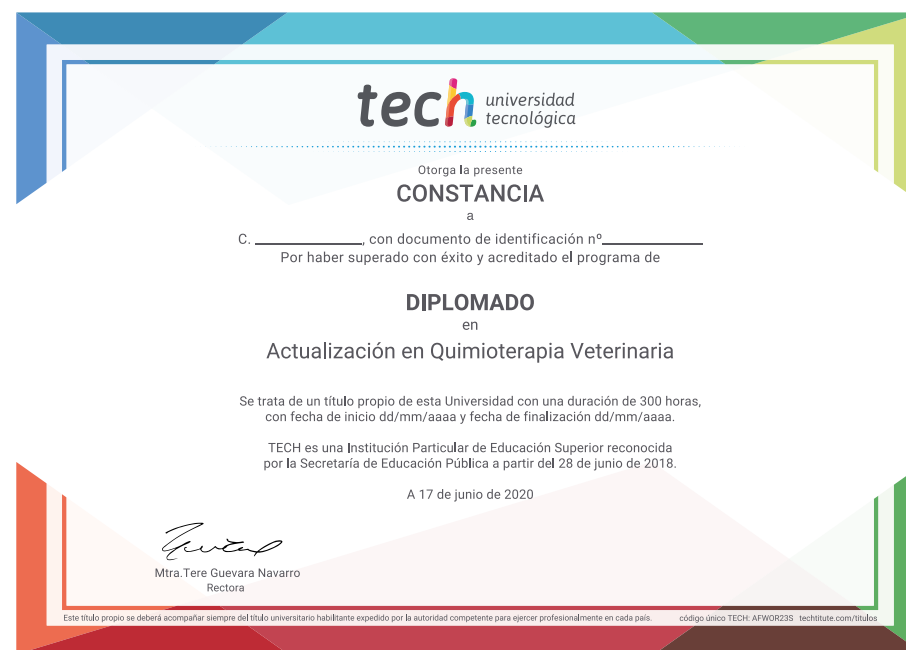 tech universidad
tecnológica
Otorga la presente
CONSTANCIA
a
C. ____________, con documento de identificación nº____________
Por haber superado con éxito y acreditado el programa de
DIPLOMADO
en
Actualización en Quimioterapia Veterinaria
Se trata de un título propio de esta Universidad con una duración de 300 horas,
con fecha de inicio dd/mm/aaaa y fecha de finalización dd/mm/aaaa.
TECH es una Institución Particular de Educación Superior reconocida
por la Secretaría de Educación Pública a partir del 28 de junio de 2018.
A 17 de junio de 2020
Mtra.Tere Guevara Navarro
Rectora
Este título propio se deberá acompañar siempre del título universitario habilitante expedido por la autoridad competente para ejercer profesionalmente en cada país. código único TECH: AFWOR23S techtitute.com/titulos